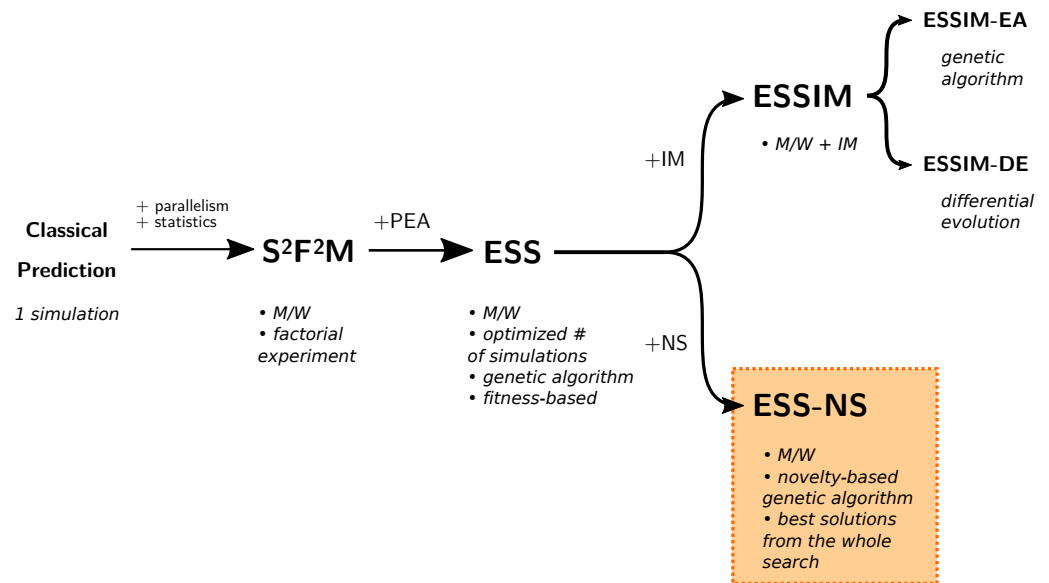 Classical
Prediction
1 simulation
+ parallelism
+ statistics
S²F²M
• M/W
• factorial
experiment
+PEA
ESS
• M/W
• optimized #
of simulations
• genetic algorithm
• fitness-based
+IM
ESSIM
• M/W + IM
ESSIM-EA
genetic
algorithm
ESSIM-DE
differential
evolution
+NS
ESS-NS
• M/W
• novelty-based
genetic algorithm
• best solutions
from the whole
search